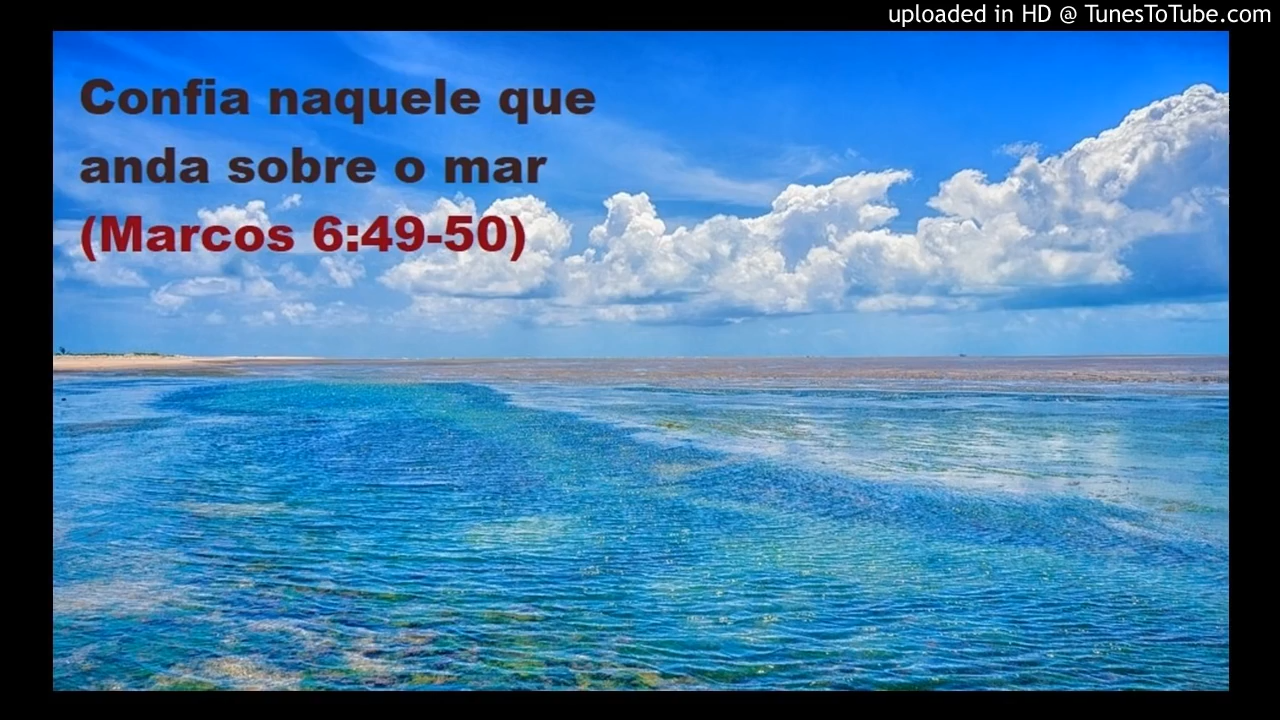 uploaded in HD @ TunesToTube.com
Confia naquele que
anda sobre o mar
(Marcos 6:49-50)